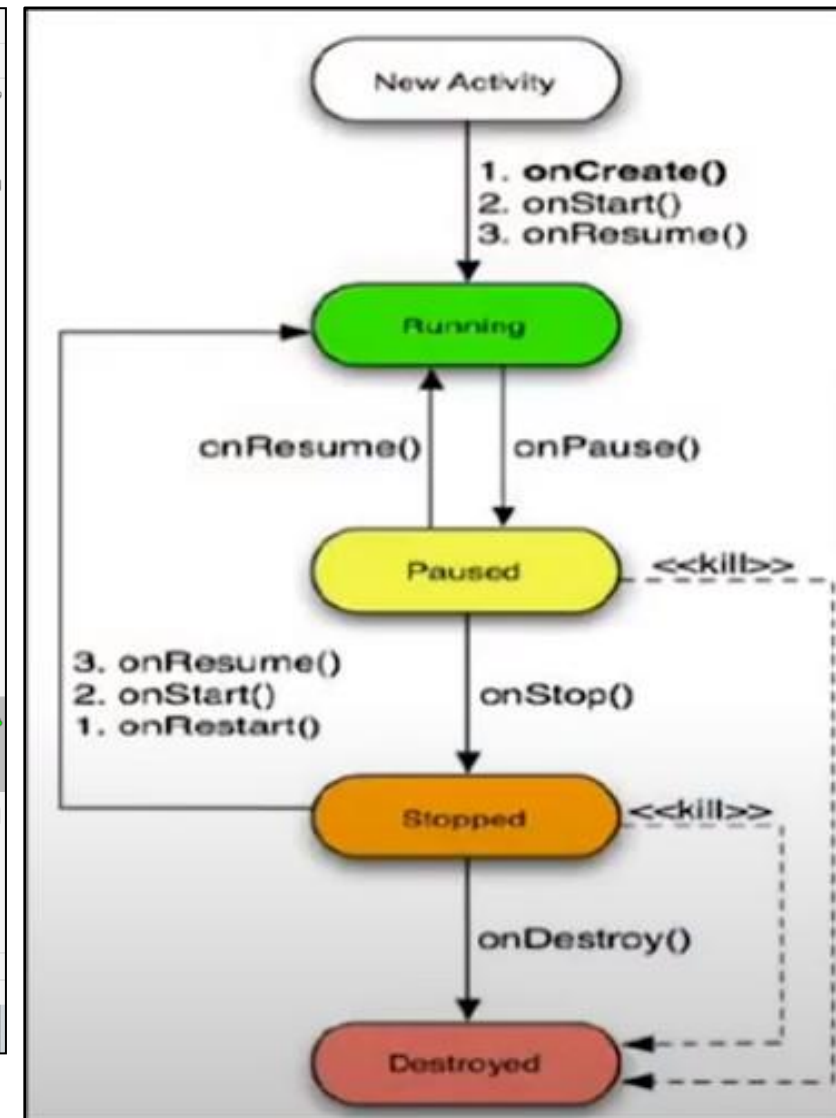 New Activity
1. onCreate()
2. onStart()
3. onResume()
Running
onResume()
onPause()
Paused
<<kill>>
3. onResume()
2. onStart()
1. onRestart()
onStop()
Stopped
<<kill>>
onDestroy()
Destroyed